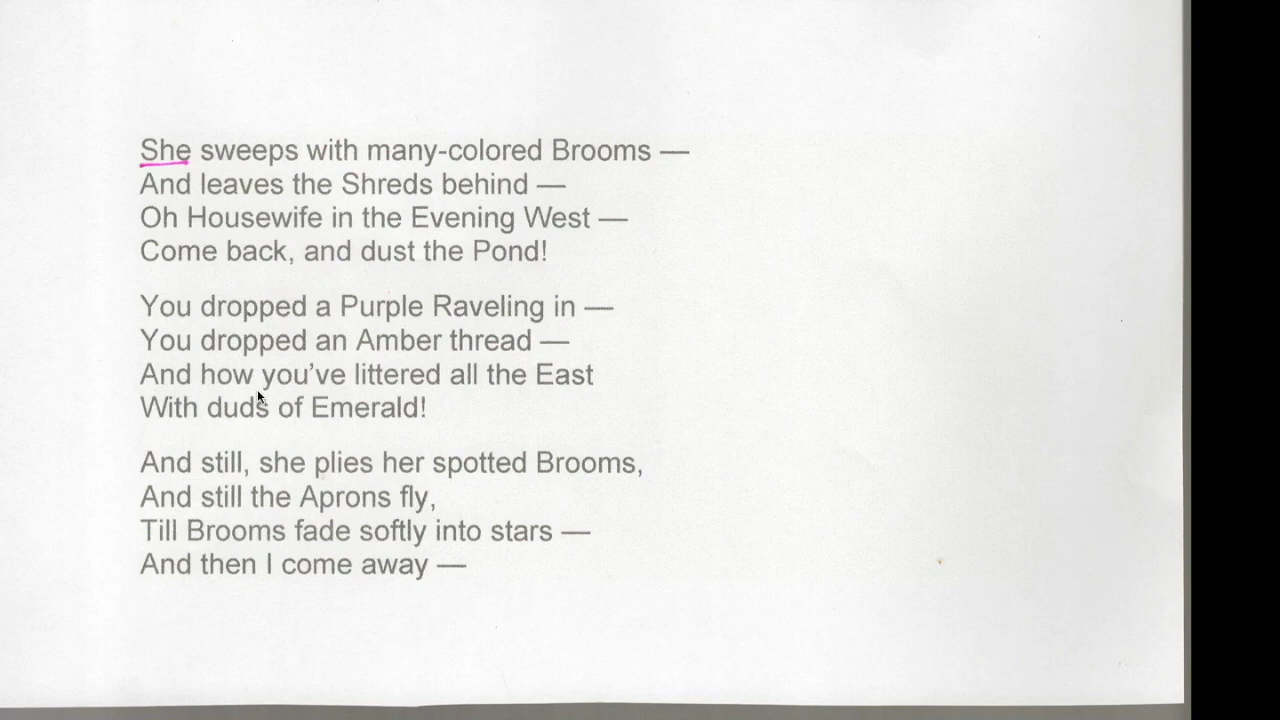 She sweeps with many-colored Brooms —
And leaves the Shreds behind —
Oh Housewife in the Evening West —
Come back, and dust the Pond!
You dropped a Purple Raveling in —
You dropped an Amber thread —
And how you've littered all the East
With duds of Emerald!
And still, she plies her spotted Brooms,
And still the Aprons fly,
Till Brooms fade softly into stars —
And then I come away —